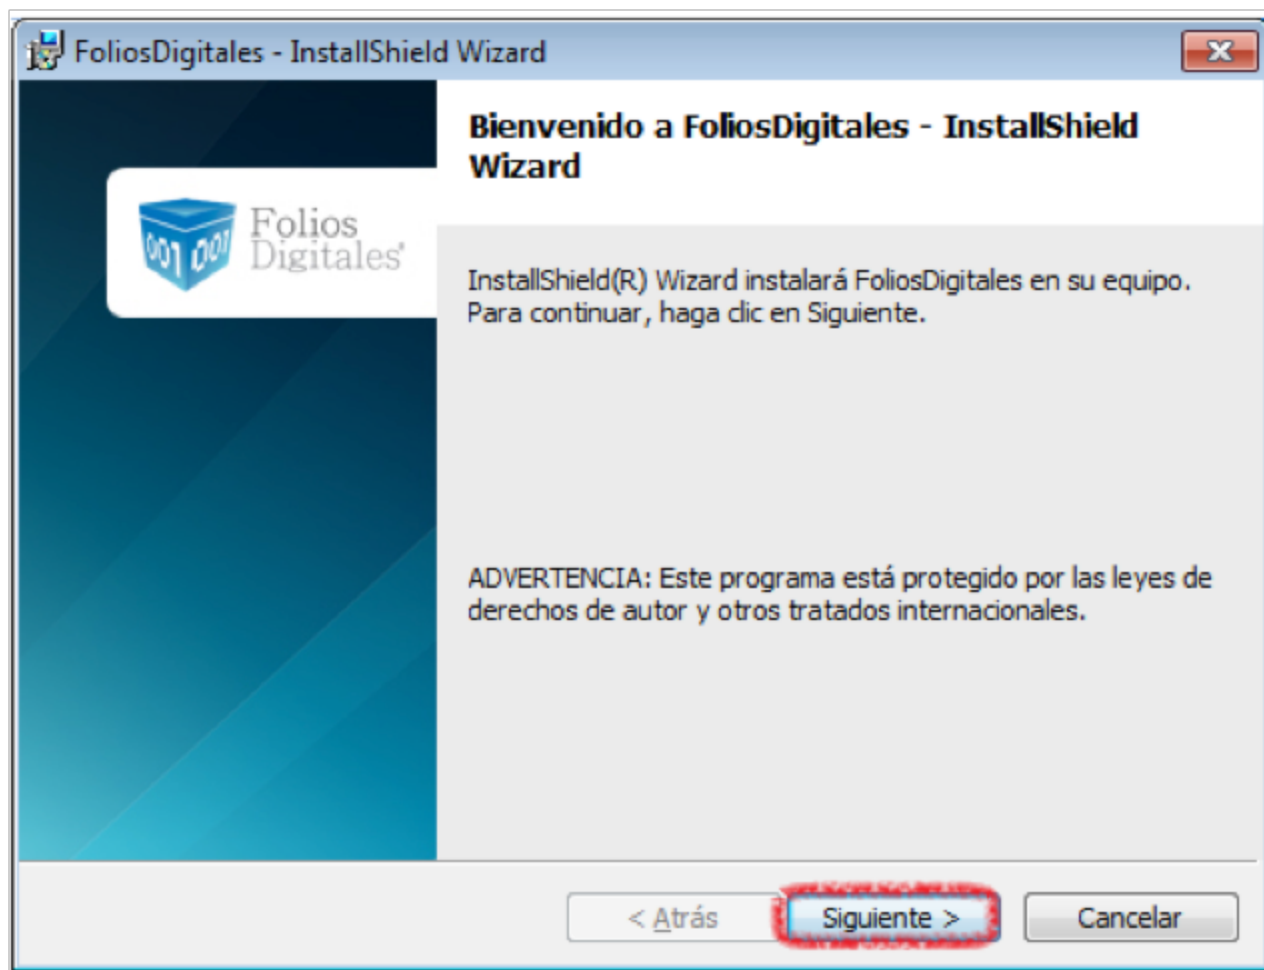 FoliosDigitales - InstallShield Wizard
Bienvenido a FoliosDigitales - InstallShield
Wizard
001 001
Folios
Digitales®
InstallShield(R) Wizard instalará FoliosDigitales en su equipo.
Para continuar, haga clic en Siguiente.
ADVERTENCIA: Este programa está protegido por las leyes de
derechos de autor y otros tratados internacionales.
< Atrás Siguiente > Cancelar